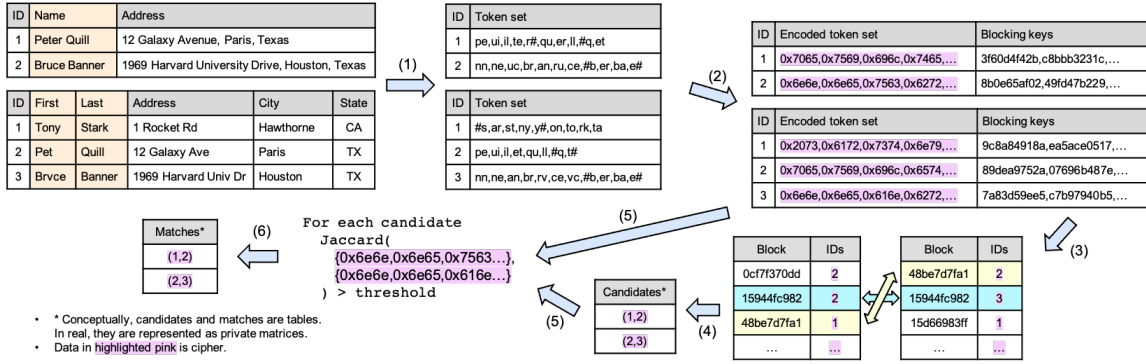 ID Name Address
1 Peter Quill 12 Galaxy Avenue, Paris, Texas
2 Bruce Banner 1969 Harvard University Drive, Houston, Texas
ID First Last Address City State
1 Tony Stark 1 Rocket Rd Hawthorne CA
2 Pet Quill 12 Galaxy Ave Paris TX
3 Brvce Banner 1969 Harvard Univ Dr Houston TX
(1)
ID Token set
1 pe,ui,il,te,r#,qu,er,ll,#q,et
2 nn,ne,uc,br,an,ru,ce,#b,er,ba,e#
ID Token set
1 #s,ar,st,ny,y#,on,to,rk,ta
2 pe,ui,il,et,qu,ll,#q,t#
3 nn,ne,an,br,rv,ce,vc,#b,er,ba,e#
(2)
ID Encoded token set Blocking keys
1 0x7065,0x7569,0x696c,0x7465,… 3f60d4f42b,c8bbb3231c,…
2 0x6e6e,0x6e65,0x7563,0x6272,… 8b0e65af02,49fd47b229,…
ID Encoded token set Blocking keys
1 0x2073,0x6172,0x7374,0x6e79,… 9c8a84918a,ea5ace0517,…
2 0x7065,0x7569,0x696c,0x6574,… 89dea9752a,07696b487e,…
3 0x6e6e,0x6e65,0x616e,0x6272,… 7a83d59ee5,c7b97940b5,…
(3)
Block IDs
0cf7f370dd 2
15944fc982 2
48be7d7fa1 1
… …
Block IDs
48be7d7fa1 2
15944fc982 3
15d66983ff 1
… …
(4)
Candidates*
(1,2)
(2,3)
(5)
(5)
For each candidate
Jaccard(
{0x6e6e,0x6e65,0x7563…},
{0x6e6e,0x6e65,0x616e…}
) > threshold
(6)
Matches*
(1,2)
(2,3)
• * Conceptually, candidates and matches are tables.
In real, they are represented as private matrices.
• Data in highlighted pink is cipher.